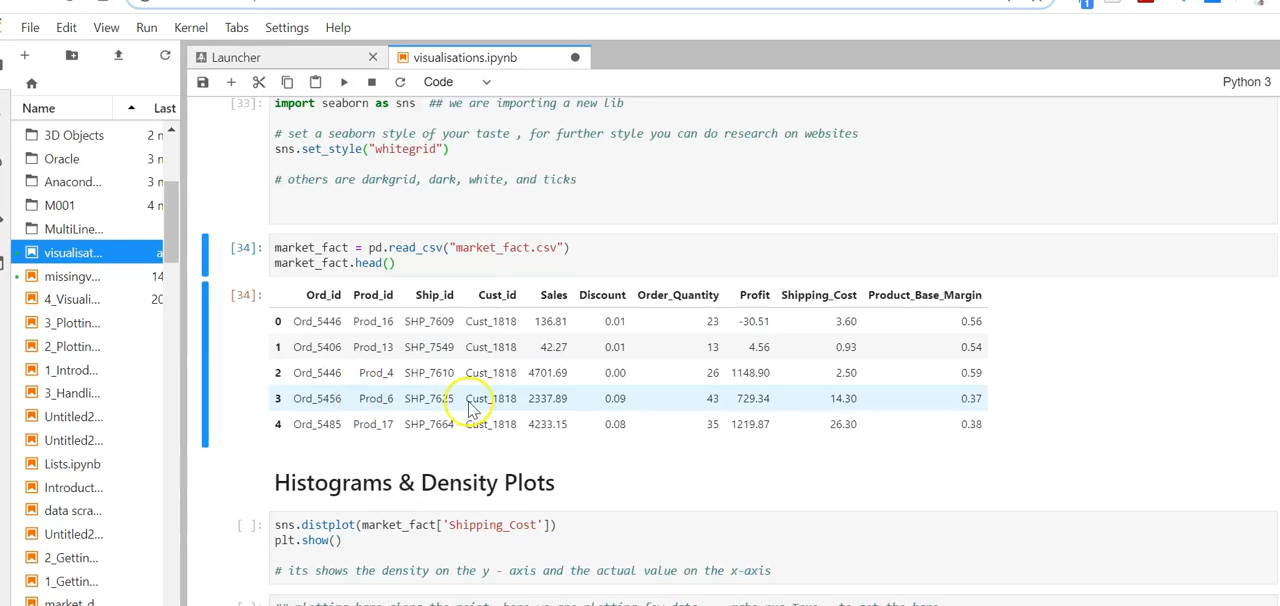 1
File Edit View Run Kernel Tabs Settings Help
Launcher visualisations.ipynb
Code Python 3
Name Last
3D Objects 2 m
Oracle 3 m
Anacond... 3 m
M001 4 m
MultiLine...
visualisat... a
missingv... 14
4_Visuali... 20
3_Plottin...
2_Plottin...
1_Introd...
3_Handli...
Untitled2...
Untitled2...
Lists.ipynb
Introduct...
data scra...
Untitled2...
2_Gettin...
1_Gettin...
market_d
[33]: import seaborn as sns ## we are importing a new lib
# set a seaborn style of your taste , for further style you can do research on websites
sns.set_style("whitegrid")
# others are darkgrid, dark, white, and ticks
[34]: market_fact = pd.read_csv("market_fact.csv")
market_fact.head()
[34]: Ord_id Prod_id Ship_id Cust_id Sales Discount Order_Quantity Profit Shipping_Cost Product_Base_Margin
0 Ord_5446 Prod_16 SHP_7609 Cust_1818 136.81 0.01 23 -30.51 3.60 0.56
1 Ord_5406 Prod_13 SHP_7549 Cust_1818 42.27 0.01 13 4.56 0.93 0.54
2 Ord_5446 Prod_4 SHP_7610 Cust_1818 4701.69 0.00 26 1148.90 2.50 0.59
3 Ord_5456 Prod_6 SHP_7625 Cust_1818 2337.89 0.09 43 729.34 14.30 0.37
4 Ord_5485 Prod_17 SHP_7664 Cust_1818 4233.15 0.08 35 1219.87 26.30 0.38
Histograms & Density Plots
[ ]: sns.distplot(market_fact['Shipping_Cost'])
plt.show()
# its shows the density on the y - axis and the actual value on the x-axis